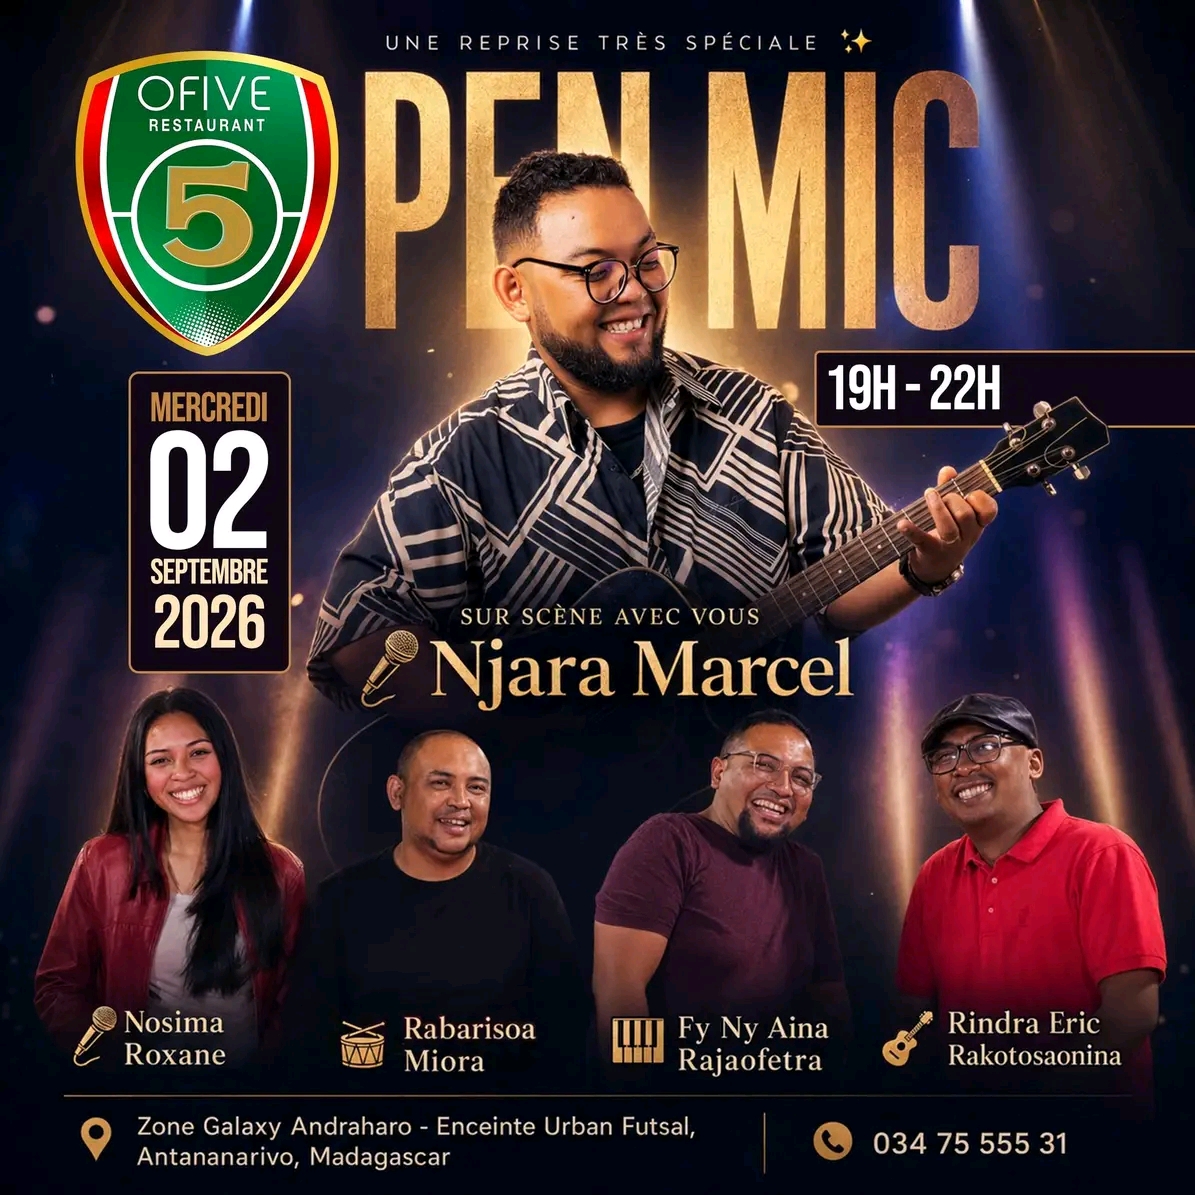 UNE REPRISE TRÈS SPÉCIALE
OFIVE
RESTAURANT
5
PEN MIC
19H - 22H
MERCREDI
02
SEPTEMBRE
2026
SUR SCÈNE AVEC VOUS
Njara Marcel
Nosima
Roxane
Rabarisoa
Miora
Fy Ny Aina
Rajaofetra
Rindra Eric
Rakotosaonina
Zone Galaxy Andraharo - Enceinte Urban Futsal,
Antananarivo, Madagascar
034 75 555 31